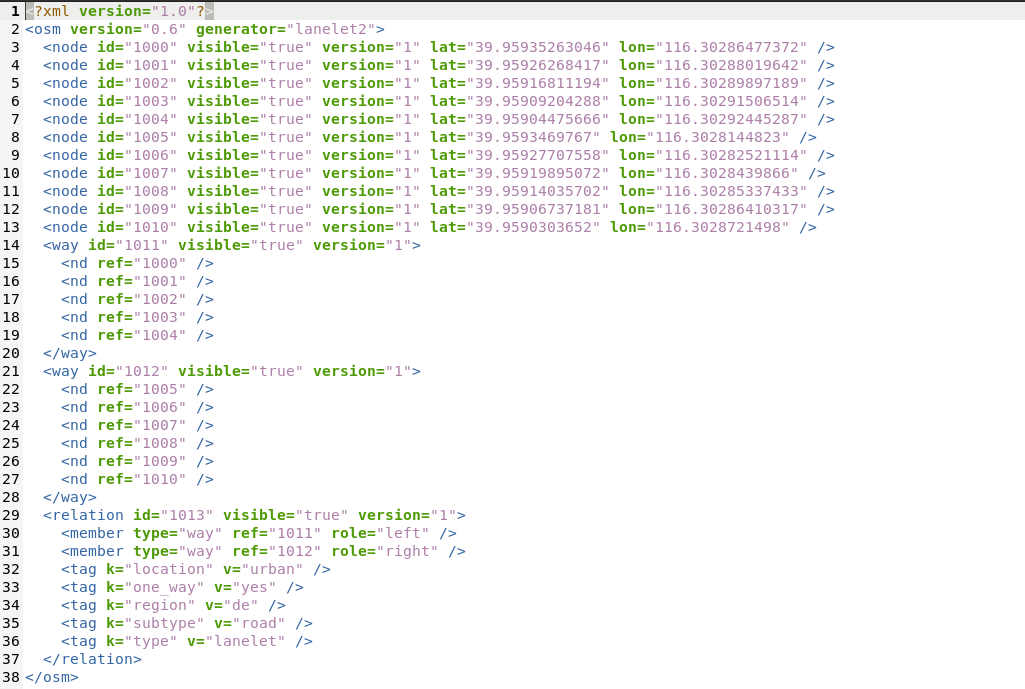 1 <?xml version="1.0"?>
2 <osm version="0.6" generator="lanelet2">
3   <node id="1000" visible="true" version="1" lat="39.95935263046" lon="116.30286477372" />
4   <node id="1001" visible="true" version="1" lat="39.95926268417" lon="116.30288019642" />
5   <node id="1002" visible="true" version="1" lat="39.95916811194" lon="116.30289897189" />
6   <node id="1003" visible="true" version="1" lat="39.95909204288" lon="116.30291506514" />
7   <node id="1004" visible="true" version="1" lat="39.95904475666" lon="116.30292445287" />
8   <node id="1005" visible="true" version="1" lat="39.9593469767" lon="116.3028144823" />
9   <node id="1006" visible="true" version="1" lat="39.95927707558" lon="116.30282521114" />
10   <node id="1007" visible="true" version="1" lat="39.95919895072" lon="116.3028439866" />
11   <node id="1008" visible="true" version="1" lat="39.95914035702" lon="116.30285337433" />
12   <node id="1009" visible="true" version="1" lat="39.95906737181" lon="116.30286410317" />
13   <node id="1010" visible="true" version="1" lat="39.9590303652" lon="116.3028721498" />
14   <way id="1011" visible="true" version="1">
15     <nd ref="1000" />
16     <nd ref="1001" />
17     <nd ref="1002" />
18     <nd ref="1003" />
19     <nd ref="1004" />
20   </way>
21   <way id="1012" visible="true" version="1">
22     <nd ref="1005" />
23     <nd ref="1006" />
24     <nd ref="1007" />
25     <nd ref="1008" />
26     <nd ref="1009" />
27     <nd ref="1010" />
28   </way>
29   <relation id="1013" visible="true" version="1">
30     <member type="way" ref="1011" role="left" />
31     <member type="way" ref="1012" role="right" />
32     <tag k="location" v="urban" />
33     <tag k="one_way" v="yes" />
34     <tag k="region" v="de" />
35     <tag k="subtype" v="road" />
36     <tag k="type" v="lanelet" />
37   </relation>
38 </osm>